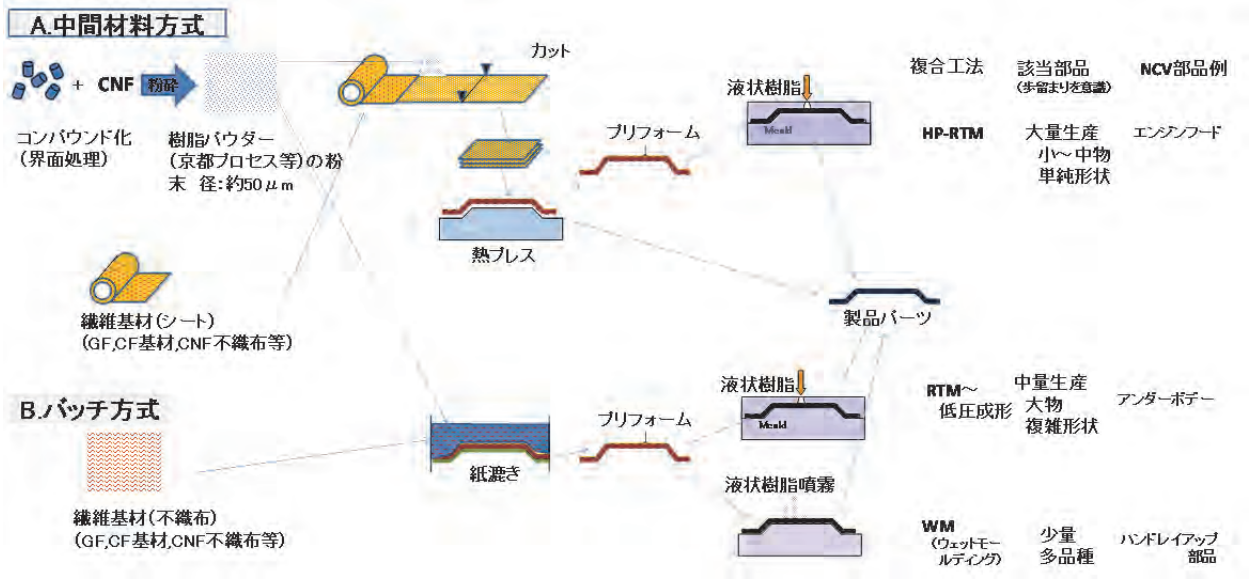 A.中間材料方式
+ CNF
粉砕
コンパウンド化
(界面処理)
樹脂パウダー
(京都プロセス等)の粉
末 径:約50μm
カット
熱プレス
プリフォーム
液状樹脂
Mould
複合工法
該当部品
(歩留まりを意識)
NCV部品例
HP-RTM
大量生産
小~中物
単純形状
エンジンフード
繊維基材(シート)
(GF,CF基材,CNF不織布等)
製品パーツ
B.バッチ方式
繊維基材(不織布)
(GF,CF基材,CNF不織布等)
紙漉き
プリフォーム
液状樹脂
Mould
RTM~
低圧成形
中量生産
大物
複雑形状
アンダーボデー
液状樹脂噴霧
WM
(ウェットモー
ルディング)
少量
多品種
ハンドレイアップ
部品